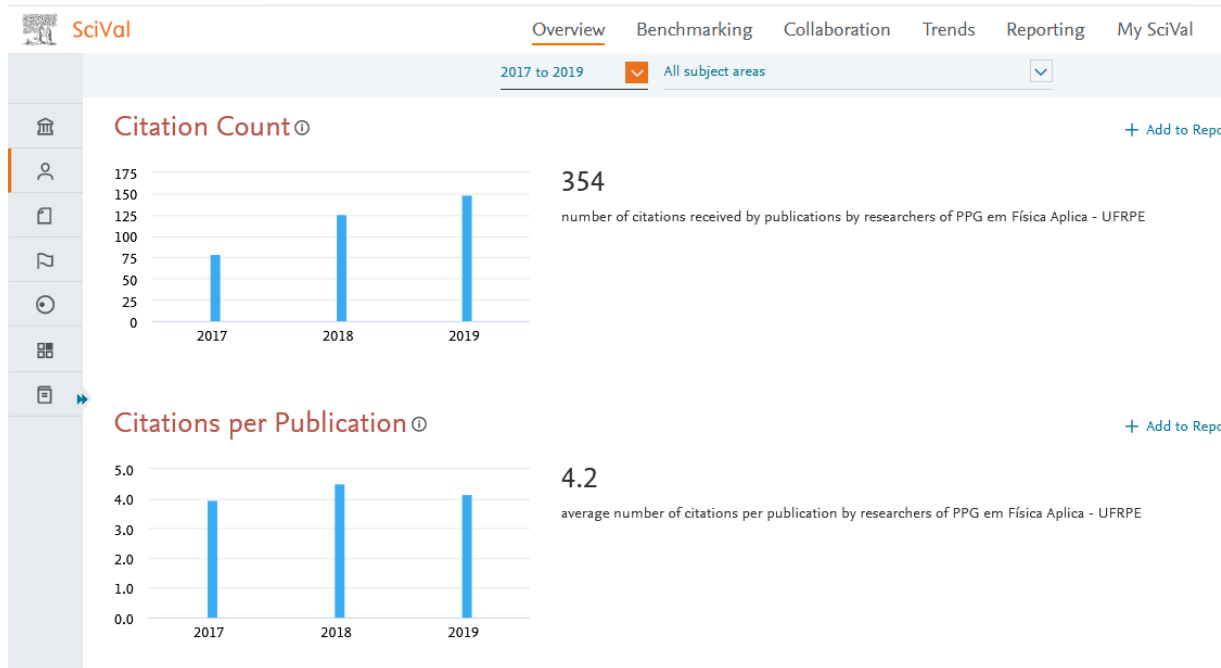 SciVal
Overview Benchmarking Collaboration Trends Reporting My SciVal
2017 to 2019 All subject areas
Citation Count
+ Add to Repo
175
150
125
100
75
50
25
0
2017 2018 2019
354
number of citations received by publications by researchers of PPG em Física Aplica - UFRPE
Citations per Publication
+ Add to Repo
5.0
4.0
3.0
2.0
1.0
0.0
2017 2018 2019
4.2
average number of citations per publication by researchers of PPG em Física Aplica - UFRPE